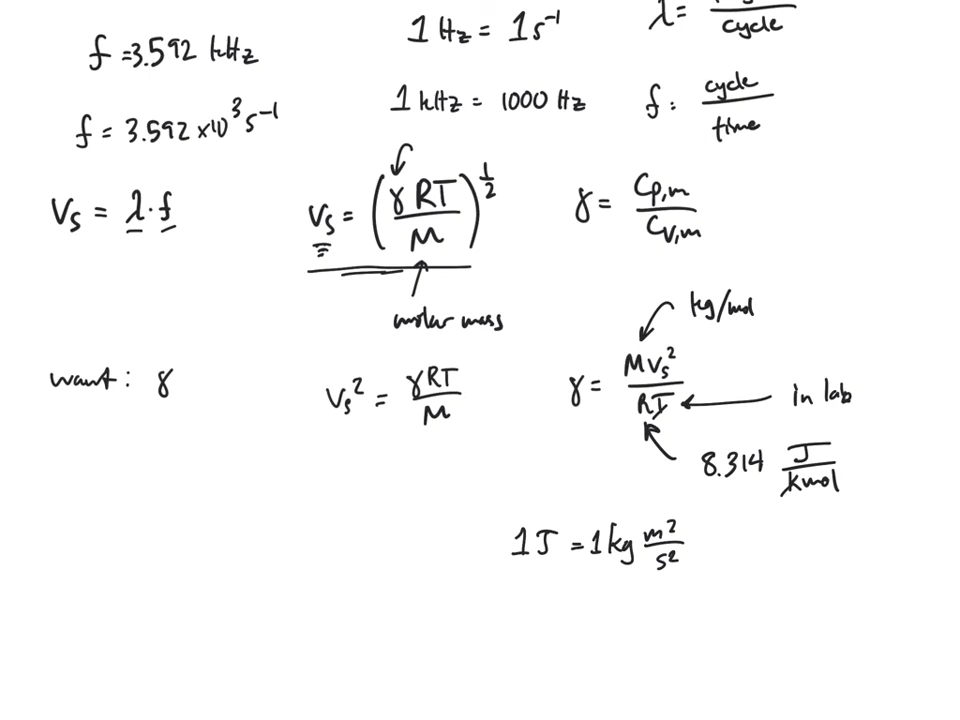 f = 3.592 kHz
1 Hz = 1 s⁻¹
λ = /cycle
f = 3.592 × 10³ s⁻¹
1 kHz = 1000 Hz
f : cycle/time
Vs = λ · f
Vs = (γRT/M)^1/2
γ = Cp,m/Cv,m
molar mass
kg/mol
want : γ
Vs² = γRT/M
γ = MVs²/RT
in lab
8.314 J/kmol
1 J = 1 kg m²/s²